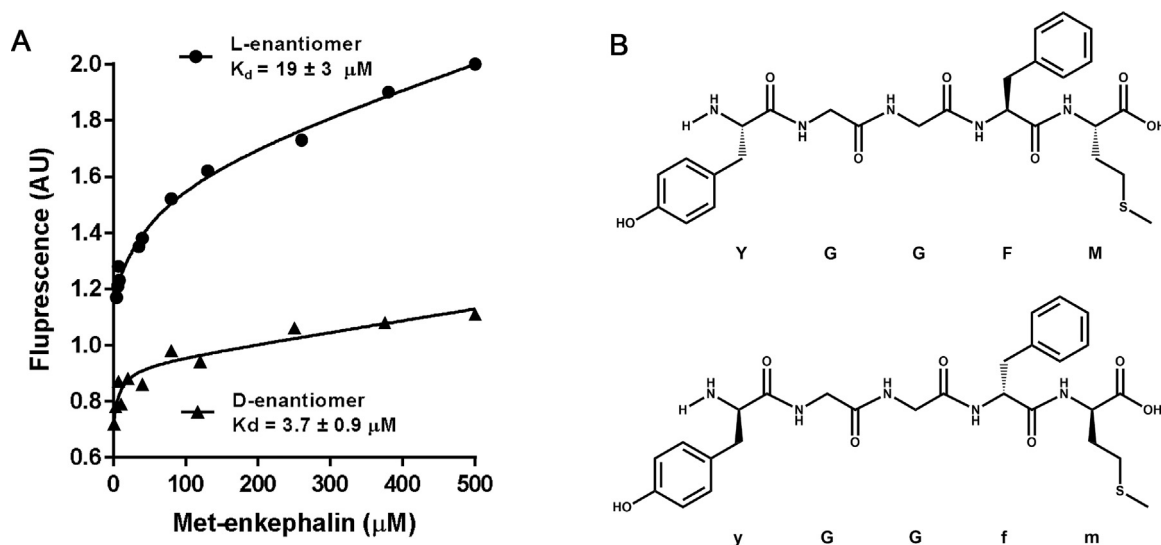 A
L-enantiomer
Kd = 19 ± 3 μM
D-enantiomer
Kd = 3.7 ± 0.9 μM
Fluprescence (AU)
2.0
1.8
1.6
1.4
1.2
1.0
0.8
0.6
0 100 200 300 400 500
Met-enkephalin (μM)
B
H N H O N H O H N O N H O H N O OH
HO
S
Y G G F M
H N H O N H O H N O N H O H N O OH
HO
S
y G G f m